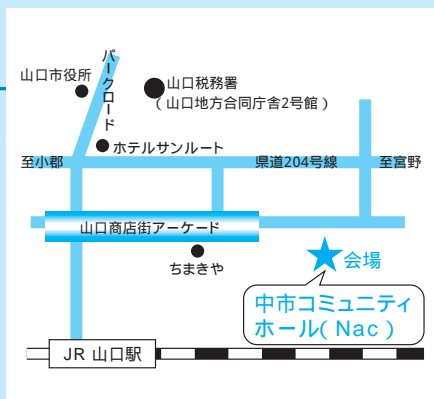 パークロード
山口市役所
山口税務署
(山口地方合同庁舎2号館)
ホテルサンルート
至小郡
県道204号線
至宮野
山口商店街アーケード
ちまきや
会場
中市コミュニティ
ホール(Nac)
JR 山口駅